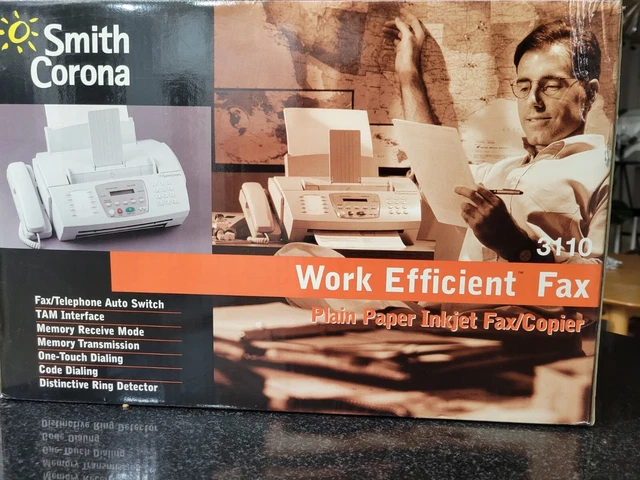 Smith
Corona
3110
Work Efficient™ Fax
Plain Paper Inkjet Fax/Copier
Fax/Telephone Auto Switch
TAM Interface
Memory Receive Mode
Memory Transmission
One-Touch Dialing
Code Dialing
Distinctive Ring Detector